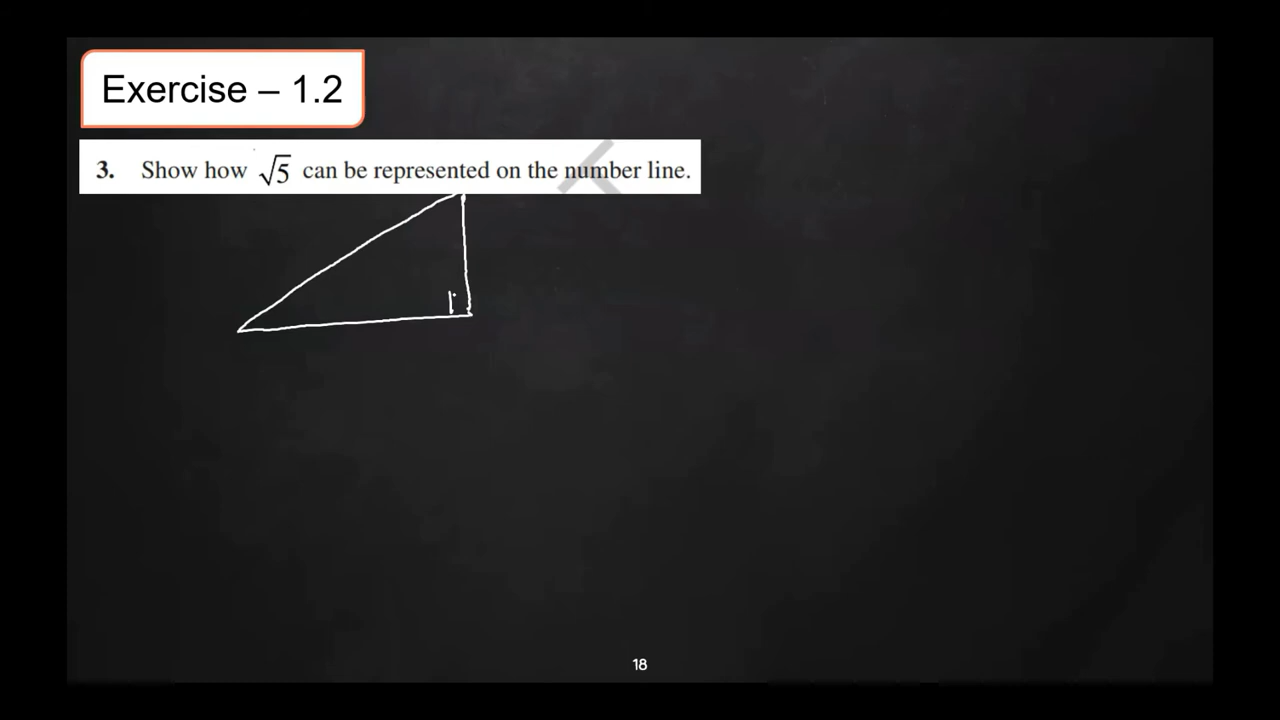 Exercise – 1.2
3. Show how √5 can be represented on the number line.
18